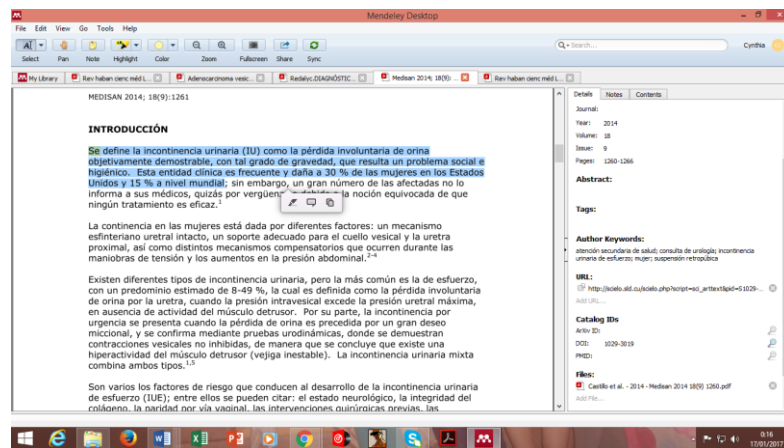 Mendeley Desktop
File Edit View Go Tools Help
Select Pan Note Highlight Color Zoom Fullscreen Share Sync
Search...
Cynthia
My Library Rev haban cienc méd L... Adenocarcinoma vesic... Redalyc.DIAGNÓSTIC... Medisan 2014; 18(9): ... Rev haban cienc méd L...
MEDISAN 2014; 18(9):1261
INTRODUCCIÓN
Se define la incontinencia urinaria (IU) como la pérdida involuntaria de orina
objetivamente demostrable, con tal grado de gravedad, que resulta un problema social e
higiénico. Esta entidad clínica es frecuente y daña a 30 % de las mujeres en los Estados
Unidos y 15 % a nivel mundial; sin embargo, un gran número de las afectadas no lo
informa a sus médicos, quizás por vergüenza la noción equivocada de que
ningún tratamiento es eficaz.1
La continencia en las mujeres está dada por diferentes factores: un mecanismo
esfinteriano uretral intacto, un soporte adecuado para el cuello vesical y la uretra
proximal, así como distintos mecanismos compensatorios que ocurren durante las
maniobras de tensión y los aumentos en la presión abdominal.2-4
Existen diferentes tipos de incontinencia urinaria, pero la más común es la de esfuerzo,
con un predominio estimado de 8-49 %, la cual es definida como la pérdida involuntaria
de orina por la uretra, cuando la presión intravesical excede la presión uretral máxima,
en ausencia de actividad del músculo detrusor. Por su parte, la incontinencia por
urgencia se presenta cuando la pérdida de orina es precedida por un gran deseo
miccional, y se confirma mediante pruebas urodinámicas, donde se demuestran
contracciones vesicales no inhibidas, de manera que se concluye que existe una
hiperactividad del músculo detrusor (vejiga inestable). La incontinencia urinaria mixta
combina ambos tipos.1,5
Son varios los factores de riesgo que conducen al desarrollo de la incontinencia urinaria
de esfuerzo (IUE); entre ellos se pueden citar: el estado neurológico, la integridad del
colágeno, la paridad por vía vaginal, las intervenciones quirúrgicas previas, las
Details Notes Contents
Journal:
Year: 2014
Volume: 18
Issue: 9
Pages: 1260-1266
Abstract:
Tags:
Author Keywords:
atención secundaria de salud; consulta de urología; incontinencia
urinaria de esfuerzo; mujer; suspensión retropúbica
URL:
http://scielo.sld.cu/scielo.php?script=sci_arttext&pid=S1029-...
Add URL...
Catalog IDs
ArXiv ID:
DOI: 1029-3019
PMID:
Files:
Castillo et al. - 2014 - Medisan 2014 18(9) 1260.pdf
Add File...
0:16
17/01/2017